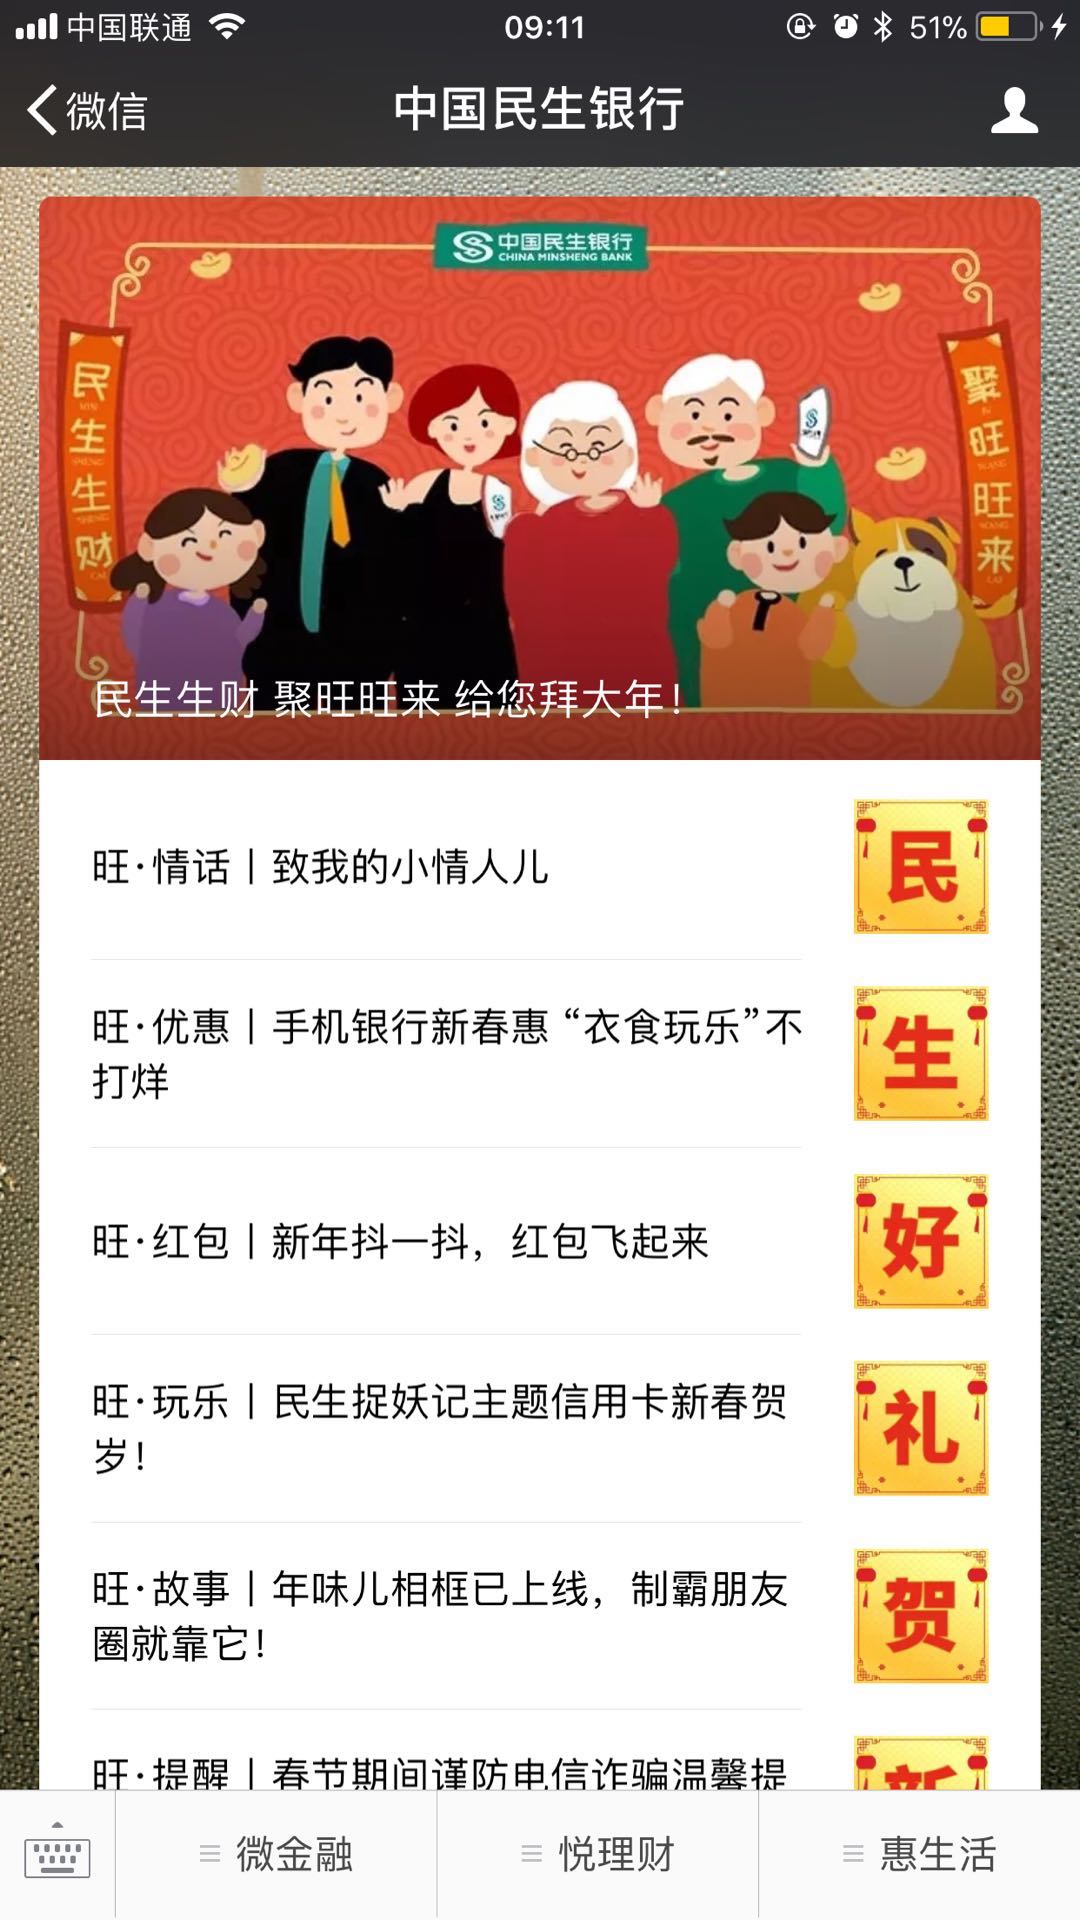 中国联通
09:11
51%
微信
中国民生银行
中国民生银行
CHINA MINSHENG BANK
民生生财
聚旺旺来
民生生财 聚旺旺来 给您拜大年！
旺·情话丨致我的小情人儿
民
旺·优惠丨手机银行新春惠 “衣食玩乐”不
打烊
生
旺·红包丨新年抖一抖，红包飞起来
好
旺·玩乐丨民生捉妖记主题信用卡新春贺
岁！
礼
旺·故事丨年味儿相框已上线，制霸朋友
圈就靠它！
贺
旺·提醒丨春节期间谨防电信诈骗温馨提
新
微金融
悦理财
惠生活